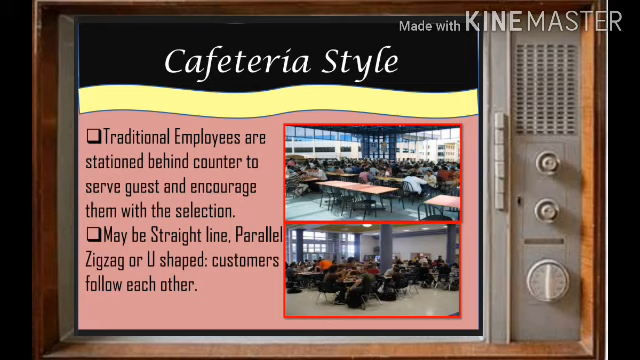 Made with KINEMASTER
Cafeteria Style
❑Traditional Employees are
stationed behind counter to
serve guest and encourage
them with the selection.
❑May be Straight line, Parallel
Zigzag or U shaped: customers
follow each other.